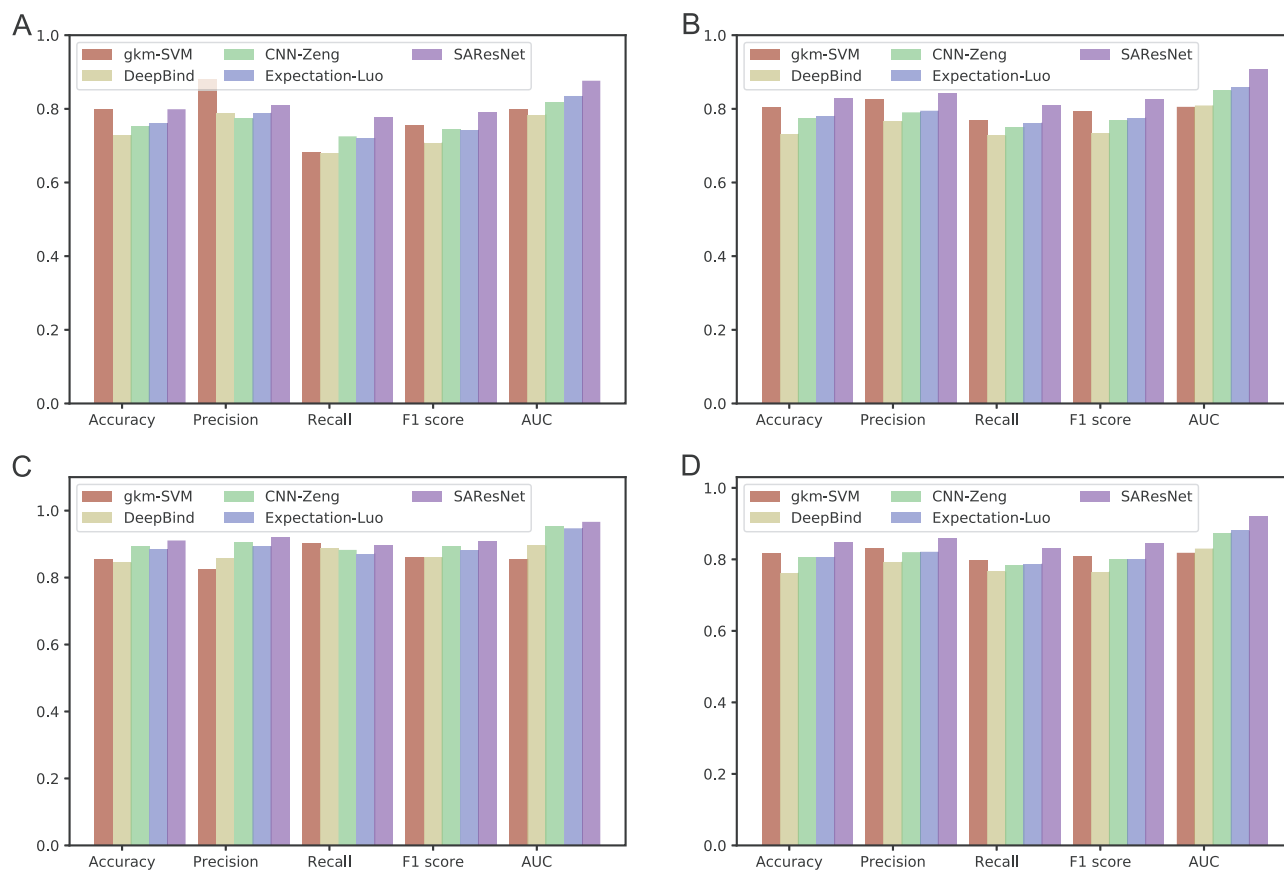 A
1.0
0.8
0.6
0.4
0.2
0.0
gkm-SVM
DeepBind
CNN-Zeng
Expectation-Luo
SAResNet
Accuracy Precision Recall F1 score AUC
B
1.0
0.8
0.6
0.4
0.2
0.0
gkm-SVM
DeepBind
CNN-Zeng
Expectation-Luo
SAResNet
Accuracy Precision Recall F1 score AUC
C
1.0
0.8
0.6
0.4
0.2
0.0
gkm-SVM
DeepBind
CNN-Zeng
Expectation-Luo
SAResNet
Accuracy Precision Recall F1 score AUC
D
1.0
0.8
0.6
0.4
0.2
0.0
gkm-SVM
DeepBind
CNN-Zeng
Expectation-Luo
SAResNet
Accuracy Precision Recall F1 score AUC